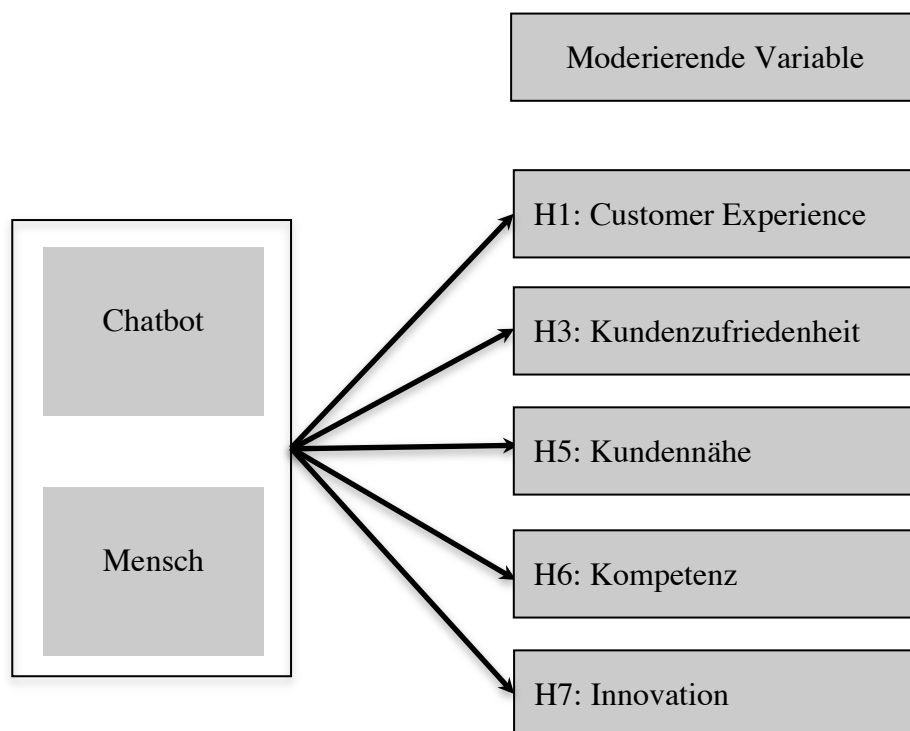 Moderierende Variable
H1: Customer Experience
Chatbot
H3: Kundenzufriedenheit
H5: Kundennähe
Mensch
H6: Kompetenz
H7: Innovation